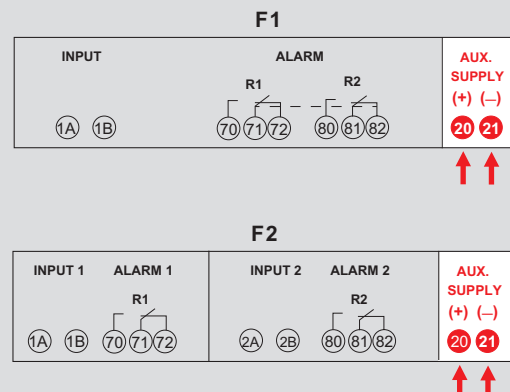 F1
INPUT ALARM AUX.
SUPPLY
R1 R2
(+) (–)
1A 1B 70 71 72 80 81 82 20 21
F2
INPUT 1 ALARM 1 INPUT 2 ALARM 2 AUX.
SUPPLY
R1 R2
(+) (–)
1A 1B 70 71 72 2A 2B 80 81 82 20 21